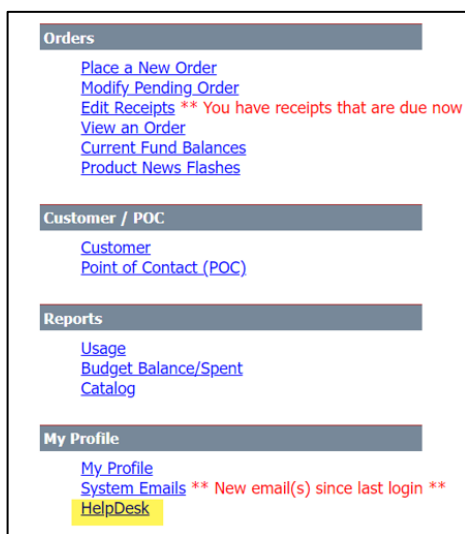 Orders
Place a New Order
Modify Pending Order
Edit Receipts ** You have receipts that are due now
View an Order
Current Fund Balances
Product News Flashes
Customer / POC
Customer
Point of Contact (POC)
Reports
Usage
Budget Balance/Spent
Catalog
My Profile
My Profile
System Emails ** New email(s) since last login **
HelpDesk